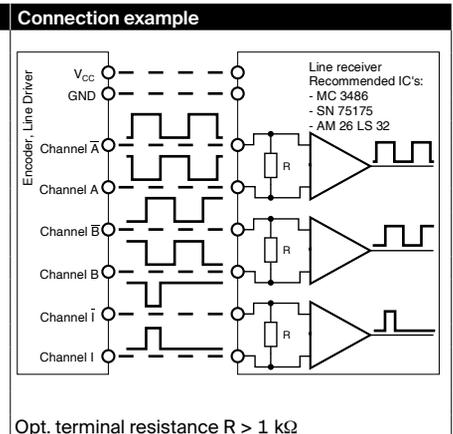 Connection example
Encoder, Line Driver
V_CC
GND
Channel A̅
Channel A
Channel B̅
Channel B
Channel I̅
Channel I
Line receiver
Recommended IC's:
- MC 3486
- SN 75175
- AM 26 LS 32
R
R
R
Opt. terminal resistance R > 1 kΩ